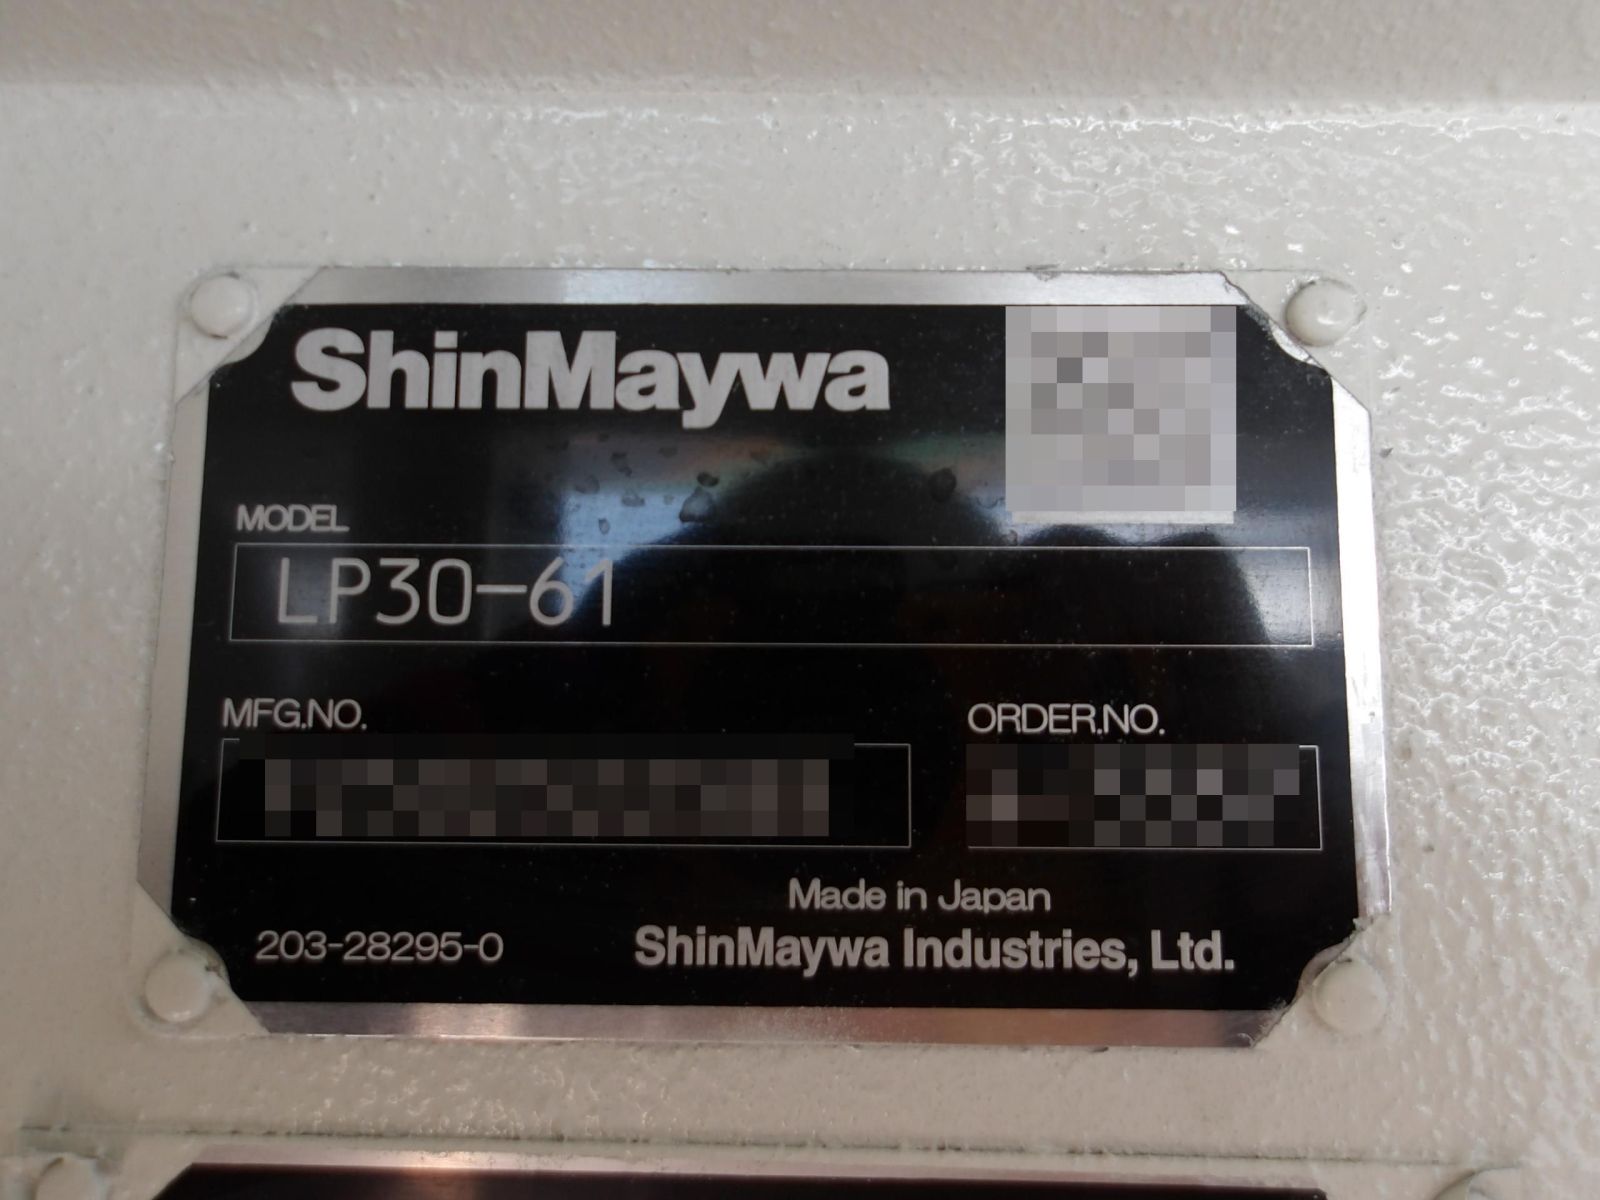 ShinMaywa
MODEL
LP30-61
MFG.NO.
ORDER.NO.
Made in Japan
203-28295-0
ShinMaywa Industries, Ltd.